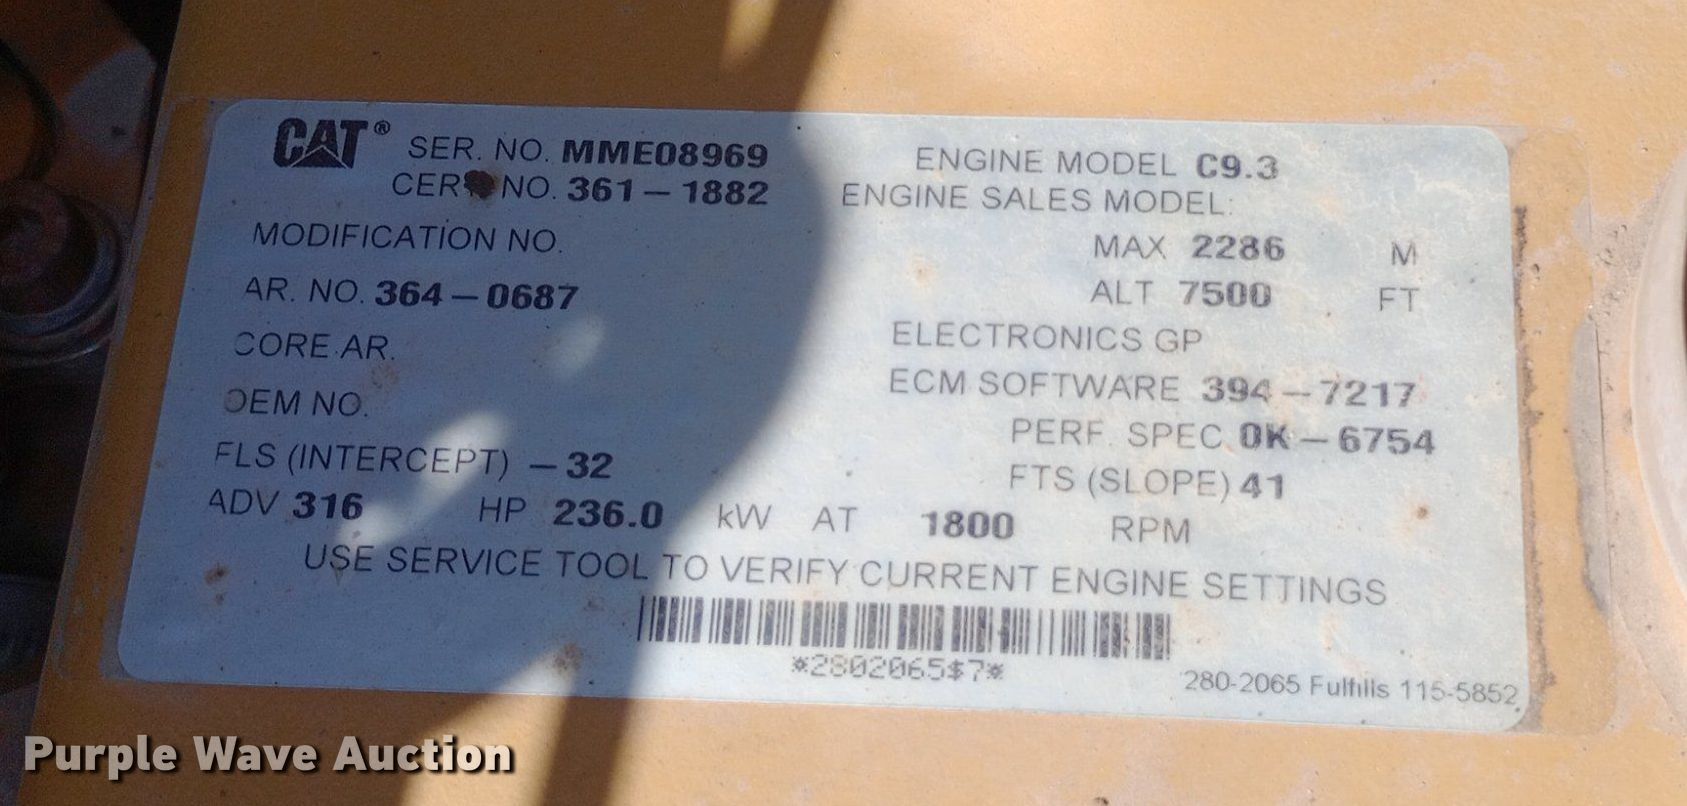 CAT® SER. NO. MME08969
CERT NO. 361-1882
MODIFICATION NO.
AR. NO. 364-0687
CORE AR.
OEM NO.
FLS (INTERCEPT) -32
ADV 316 HP 236.0 kW AT 1800 RPM
ENGINE MODEL C9.3
ENGINE SALES MODEL:
MAX 2286 M
ALT 7500 FT
ELECTRONICS GP
ECM SOFTWARE 394-7217
PERF. SPEC 0K-6754
FTS (SLOPE) 41
USE SERVICE TOOL TO VERIFY CURRENT ENGINE SETTINGS
*2802065$7*
280-2065 Fulfills 115-5852
Purple Wave Auction